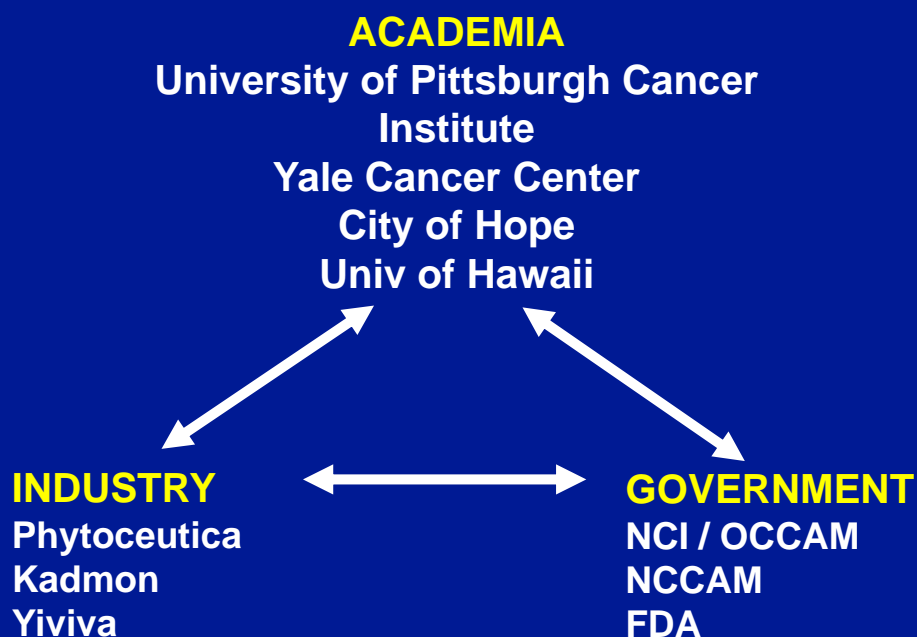 ACADEMIA
University of Pittsburgh Cancer
Institute
Yale Cancer Center
City of Hope
Univ of Hawaii
INDUSTRY
Phytoceutica
Kadmon
Yiviva
GOVERNMENT
NCI / OCCAM
NCCAM
FDA